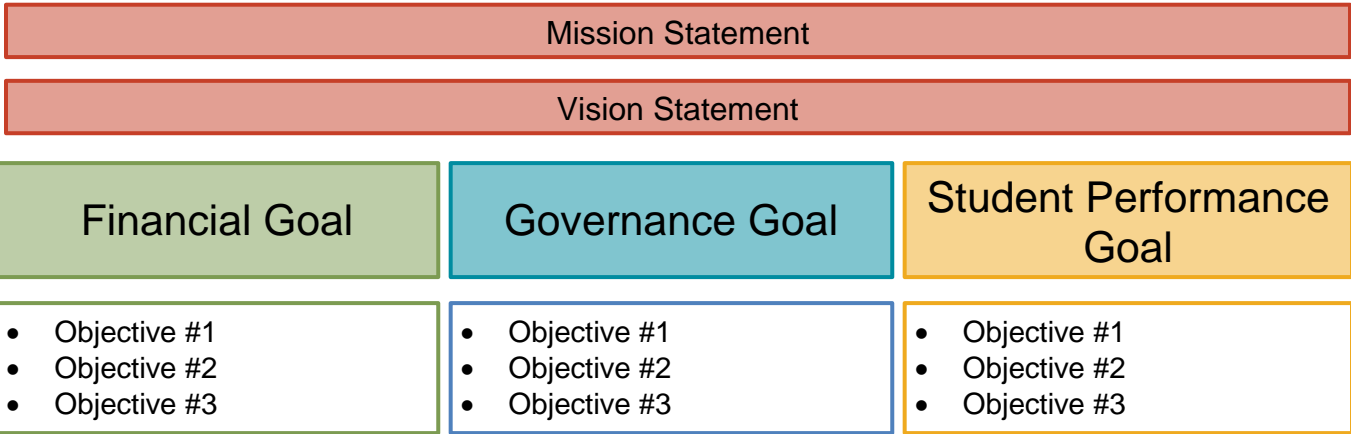 Mission Statement
Vision Statement
Financial Goal
Governance Goal
Student Performance
Goal
• Objective #1
• Objective #2
• Objective #3
• Objective #1
• Objective #2
• Objective #3
• Objective #1
• Objective #2
• Objective #3